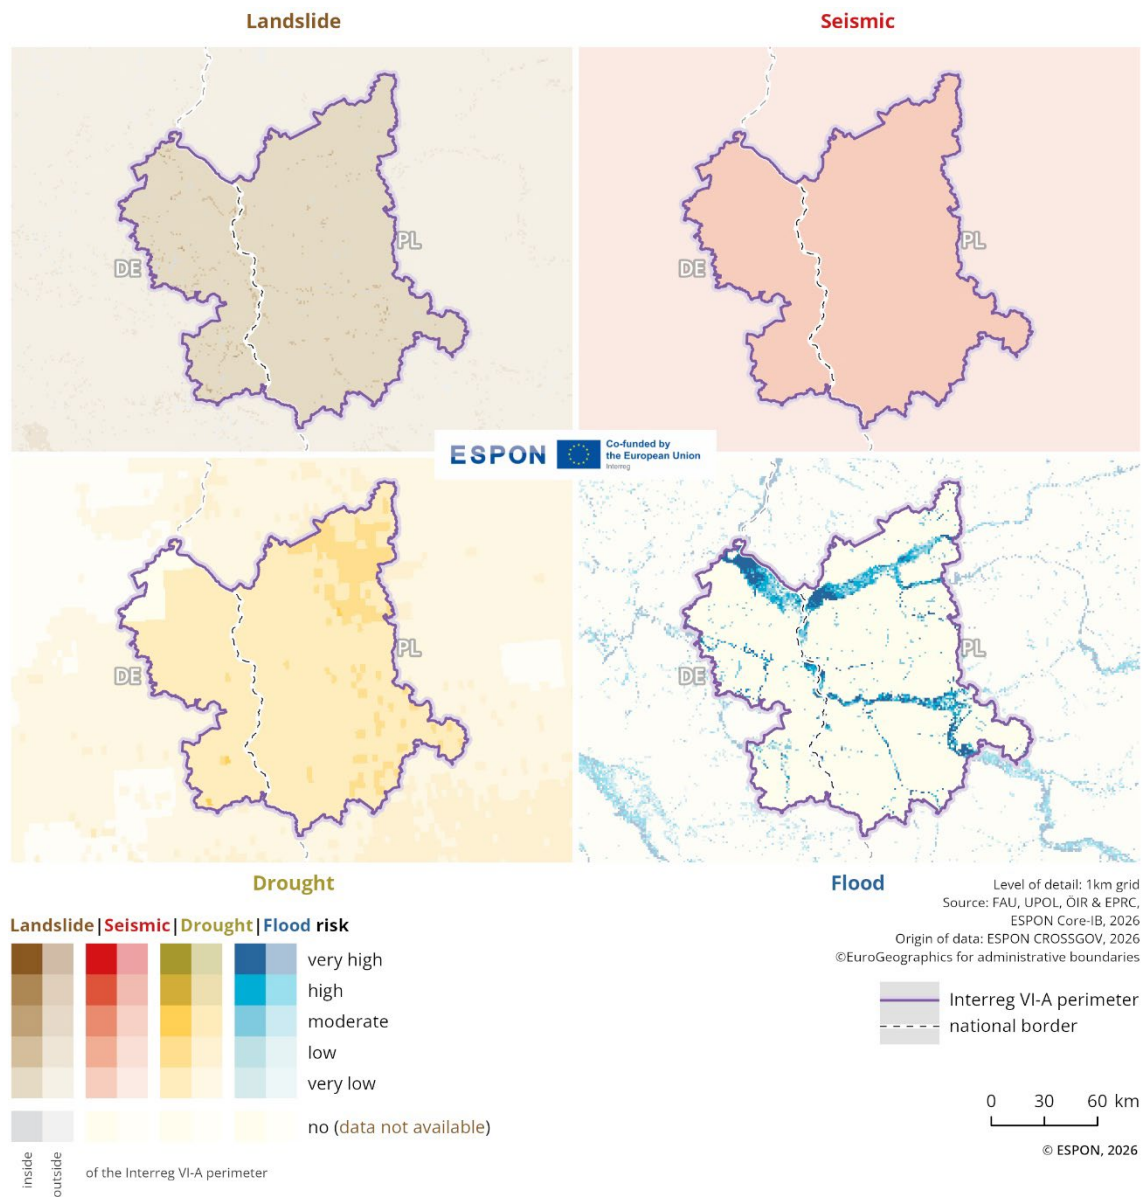 Landslide
Seismic
DE
PL
DE
PL
ESPON
Co-funded by
the European Union
Interreg
DE
PL
DE
PL
Drought
Flood
Level of detail: 1km grid
Source: FAU, UPOL, ÖIR & EPRC,
ESPON Core-IB, 2026
Origin of data: ESPON CROSSGOV, 2026
©EuroGeographics for administrative boundaries
Landslide|Seismic|Drought|Flood risk
very high
high
moderate
low
very low
no (data not available)
inside
outside
of the Interreg VI-A perimeter
Interreg VI-A perimeter
national border
0 30 60 km
© ESPON, 2026